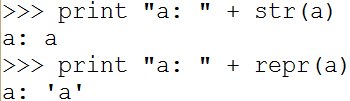 >>> print "a: " + str(a)
a: a
>>> print "a: " + repr(a)
a: 'a'